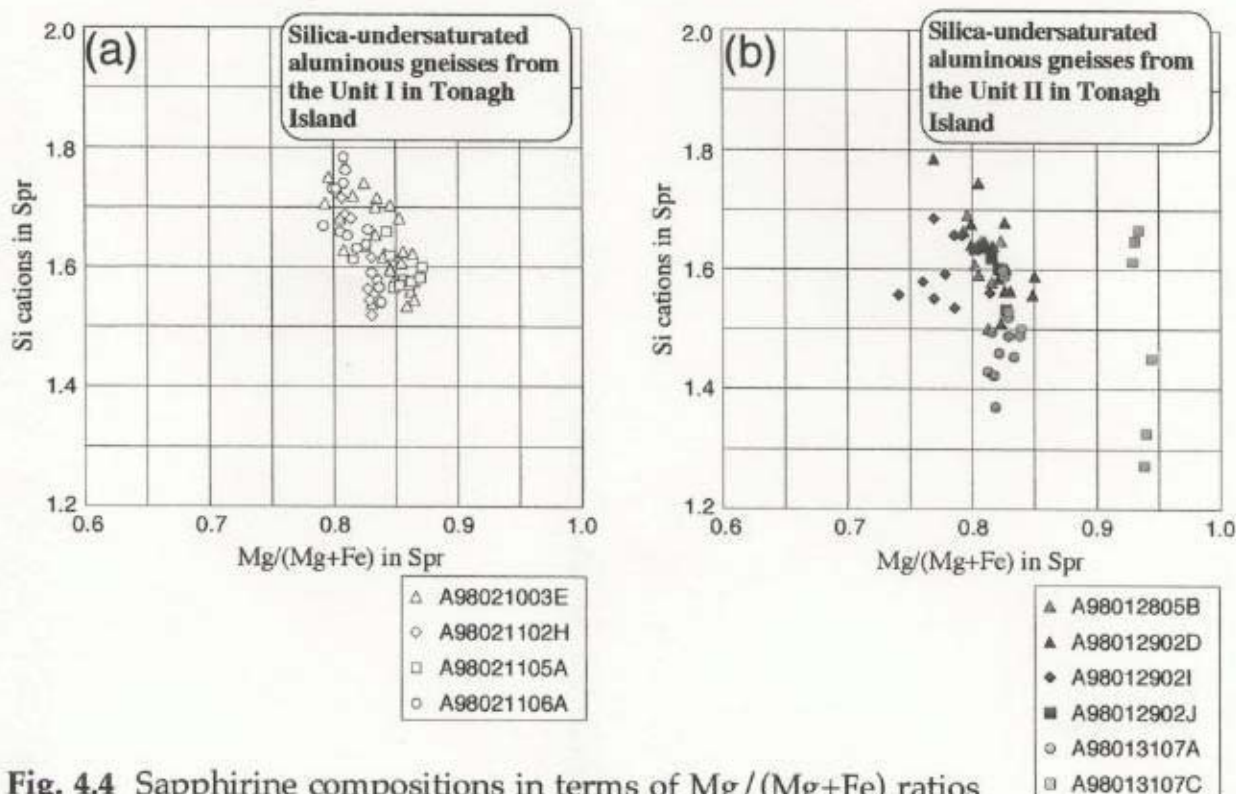 (a)
Silica-undersaturated
aluminous gneisses from
the Unit I in Tonagh
Island
2.0
1.8
1.6
1.4
1.2
Si cations in Spr
0.6 0.7 0.8 0.9 1.0
Mg/(Mg+Fe) in Spr
A98021003E
A98021102H
A98021105A
A98021106A
(b)
Silica-undersaturated
aluminous gneisses from
the Unit II in Tonagh
Island
2.0
1.8
1.6
1.4
1.2
Si cations in Spr
0.6 0.7 0.8 0.9 1.0
Mg/(Mg+Fe) in Spr
A98012805B
A98012902D
A98012902I
A98012902J
A98013107A
A98013107C
Fig. 4.4 Sapphirine compositions in terms of Mg/(Mg+Fe) ratios